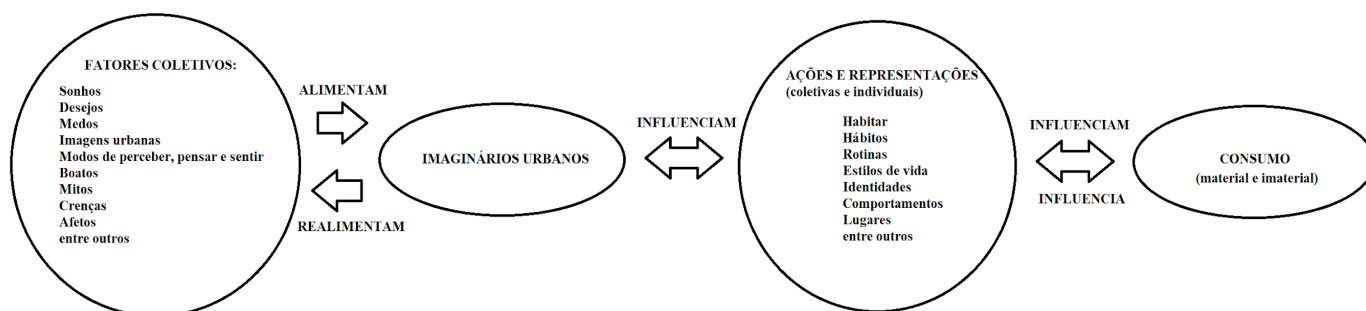 FATORES COLETIVOS:
Sonhos
Desejos
Medos
Imagens urbanas
Modos de perceber, pensar e sentir
Boatos
Mitos
Crenças
Afetos
entre outros
ALIMENTAM
REALIMENTAM
IMAGINÁRIOS URBANOS
INFLUENCIAM
AÇÕES E REPRESENTAÇÕES
(coletivas e individuais)
Habitar
Hábitos
Rotinas
Estilos de vida
Identidades
Comportamentos
Lugares
entre outros
INFLUENCIAM
INFLUENCIA
CONSUMO
(material e imaterial)